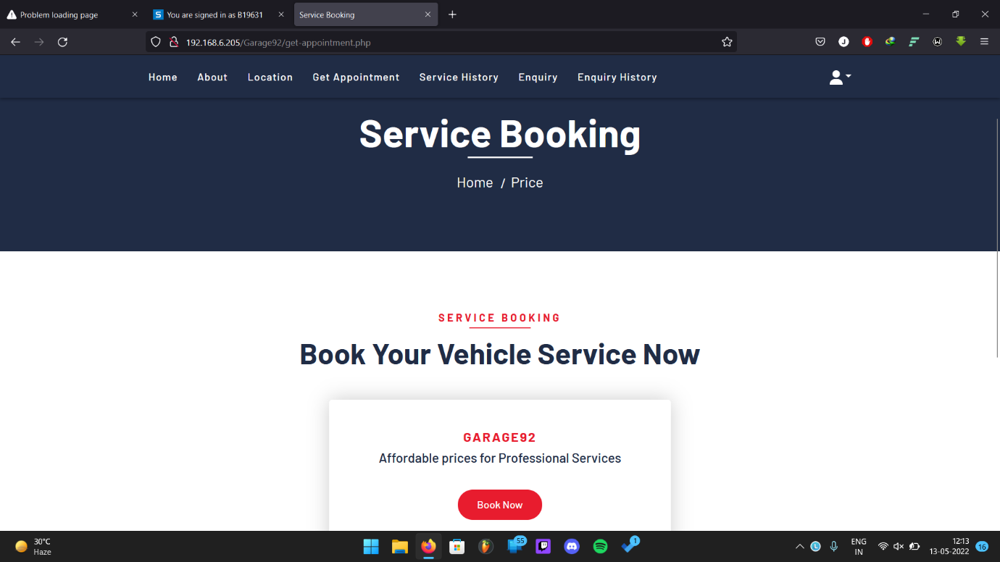 Problem loading page
You are signed in as B19631
Service Booking
192.168.6.205/Garage92/get-appointment.php
Home About Location Get Appointment Service History Enquiry Enquiry History
Service Booking
Home / Price
SERVICE BOOKING
Book Your Vehicle Service Now
GARAGE92
Affordable prices for Professional Services
Book Now
30°C
Haze
55
1
ENG
IN
12:13
13-05-2022
16